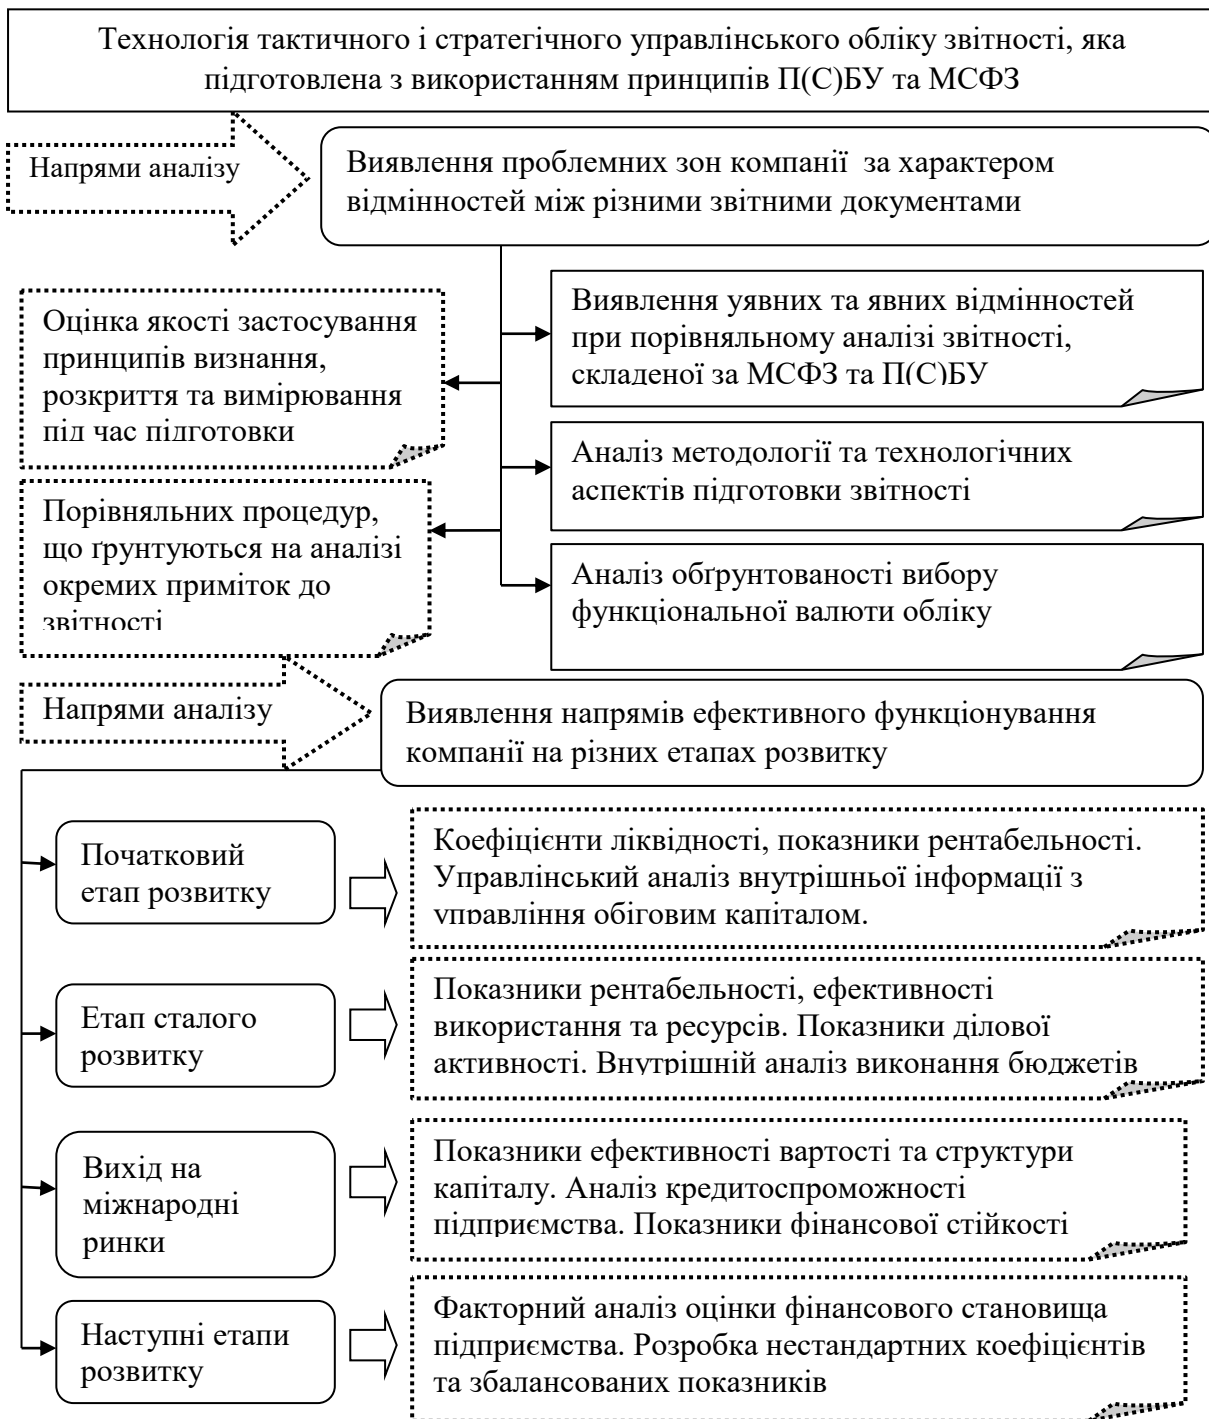 Технологія тактичного і стратегічного управлінського обліку звітності, яка
підготовлена з використанням принципів П(С)БУ та МСФЗ
Напрями аналізу
Виявлення проблемних зон компанії за характером
відмінностей між різними звітними документами
Оцінка якості застосування
принципів визнання,
розкриття та вимірювання
під час підготовки
Виявлення уявних та явних відмінностей
при порівняльному аналізі звітності,
складеної за МСФЗ та П(С)БУ
Аналіз методології та технологічних
аспектів підготовки звітності
Порівняльних процедур,
що ґрунтуються на аналізі
окремих приміток до
звітності
Аналіз обґрунтованості вибору
функціональної валюти обліку
Напрями аналізу
Виявлення напрямів ефективного функціонування
компанії на різних етапах розвитку
Початковий
етап розвитку
Коефіцієнти ліквідності, показники рентабельності.
Управлінський аналіз внутрішньої інформації з
управління обіговим капіталом.
Етап сталого
розвитку
Показники рентабельності, ефективності
використання та ресурсів. Показники ділової
активності. Внутрішній аналіз виконання бюджетів
Вихід на
міжнародні
ринки
Показники ефективності вартості та структури
капіталу. Аналіз кредитоспроможності
підприємства. Показники фінансової стійкості
Наступні етапи
розвитку
Факторний аналіз оцінки фінансового становища
підприємства. Розробка нестандартних коефіцієнтів
та збалансованих показників